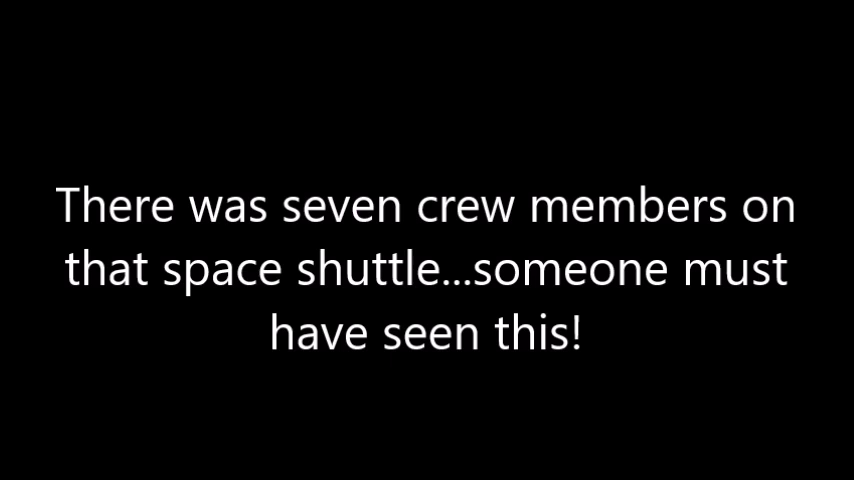 There was seven crew members on
that space shuttle...someone must
have seen this!